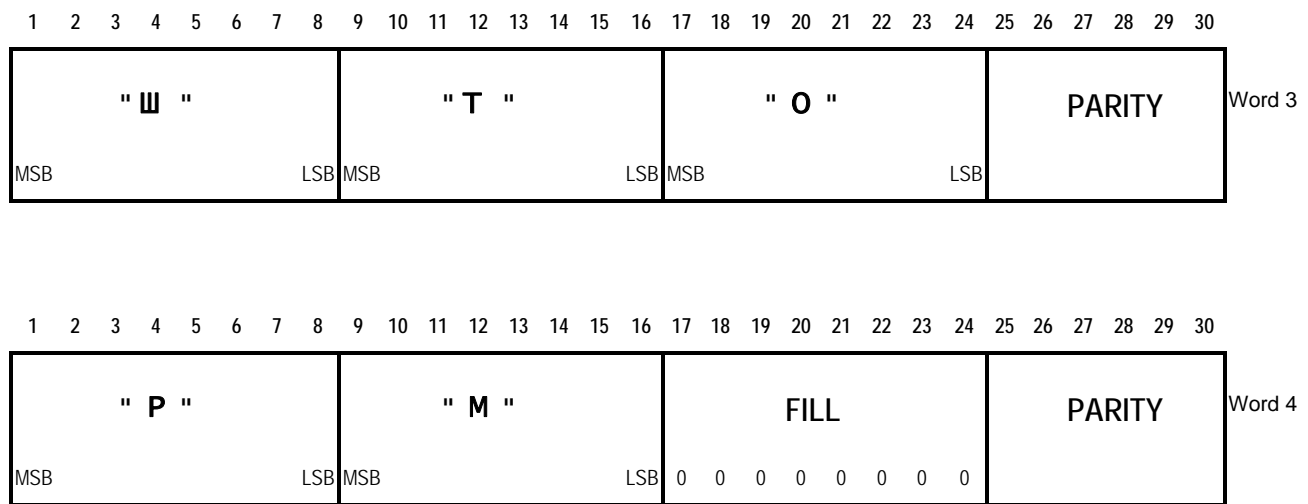 1 2 3 4 5 6 7 8 9 10 11 12 13 14 15 16 17 18 19 20 21 22 23 24 25 26 27 28 29 30
"Ш " "Т " " О " PARITY Word 3
MSB LSB MSB LSB MSB LSB
1 2 3 4 5 6 7 8 9 10 11 12 13 14 15 16 17 18 19 20 21 22 23 24 25 26 27 28 29 30
" Р " " М " FILL PARITY Word 4
MSB LSB MSB LSB 0 0 0 0 0 0 0 0